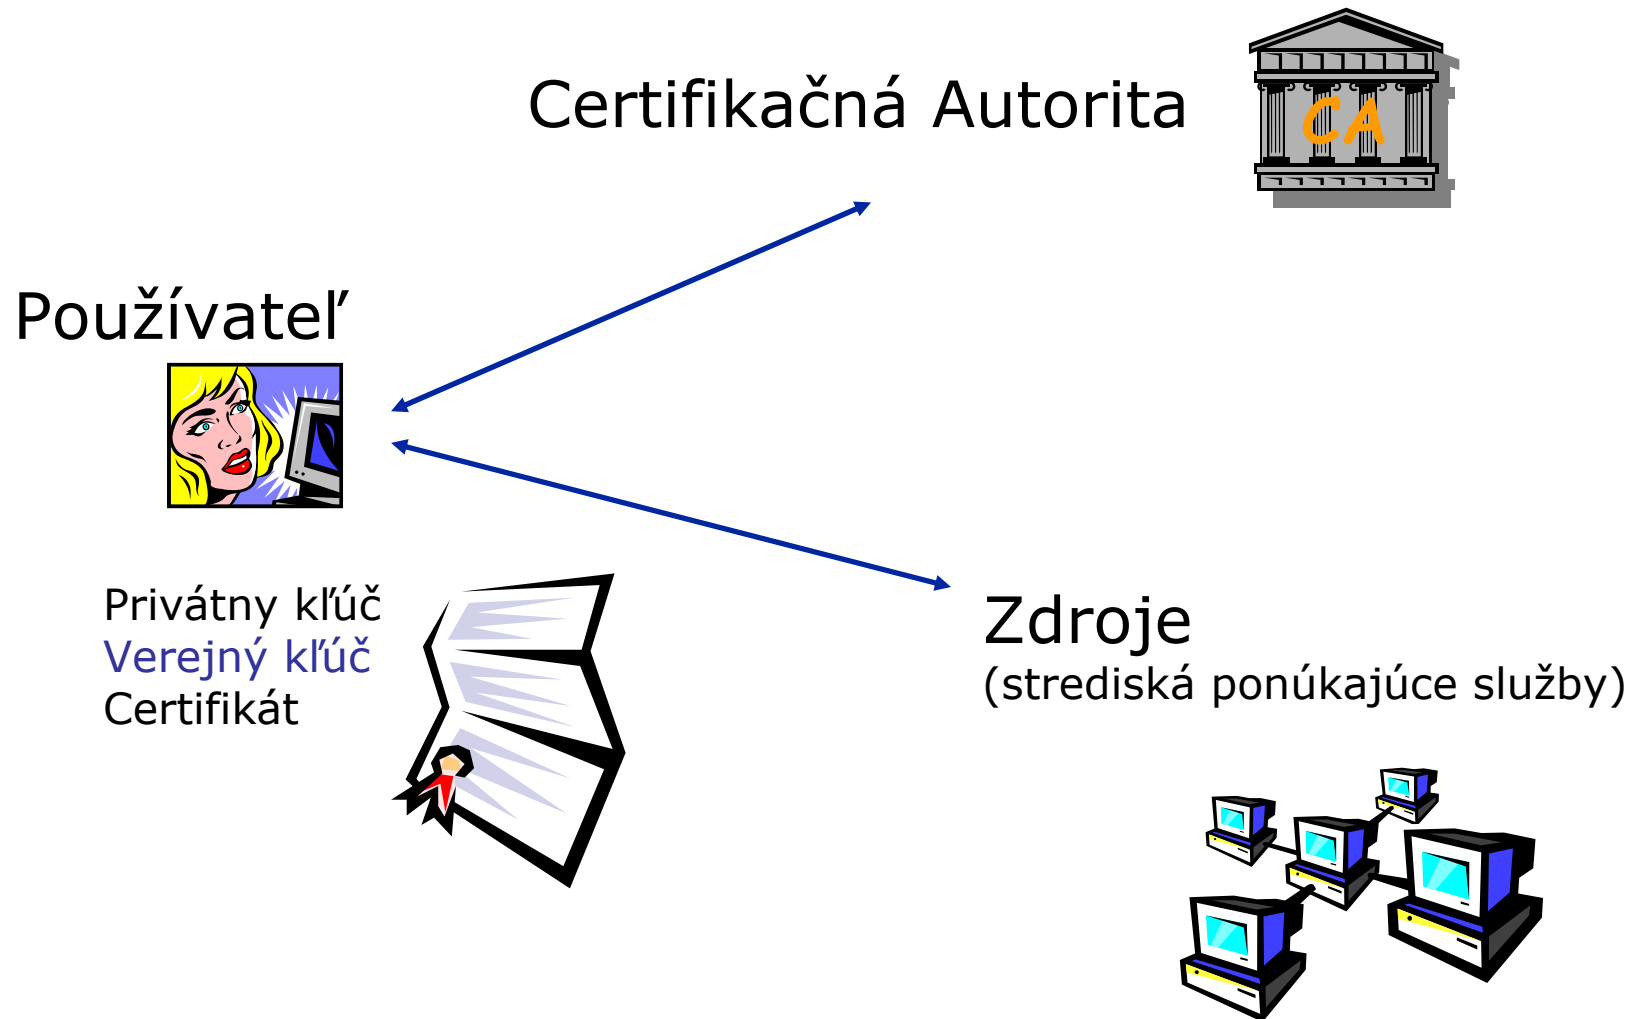 Certifikačná Autorita
CA
Používateľ
Privátny kľúč
Verejný kľúč
Certifikát
Zdroje
(strediská ponúkajúce služby)